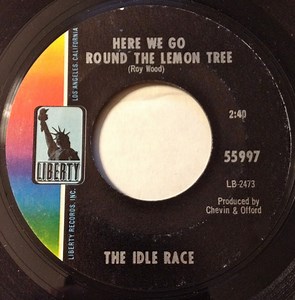 HERE WE GO
ROUND THE LEMON TREE
(Roy Wood)
LOS ANGELES, CALIFORNIA
2:40
LIBERTY
55997
LB-2473
Produced by
Chevin & Offord
LIBERTY RECORDS, INC.
THE IDLE RACE